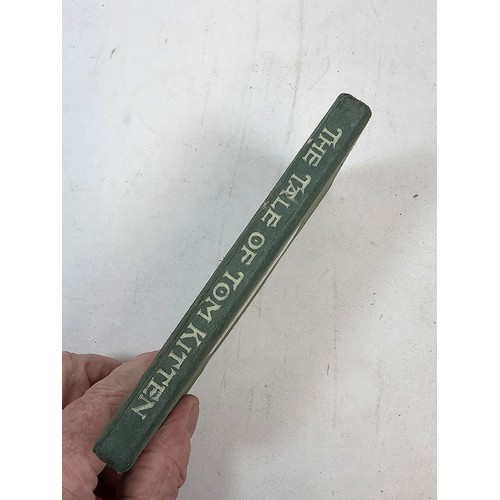 THE TALE OF TOM KITTEN